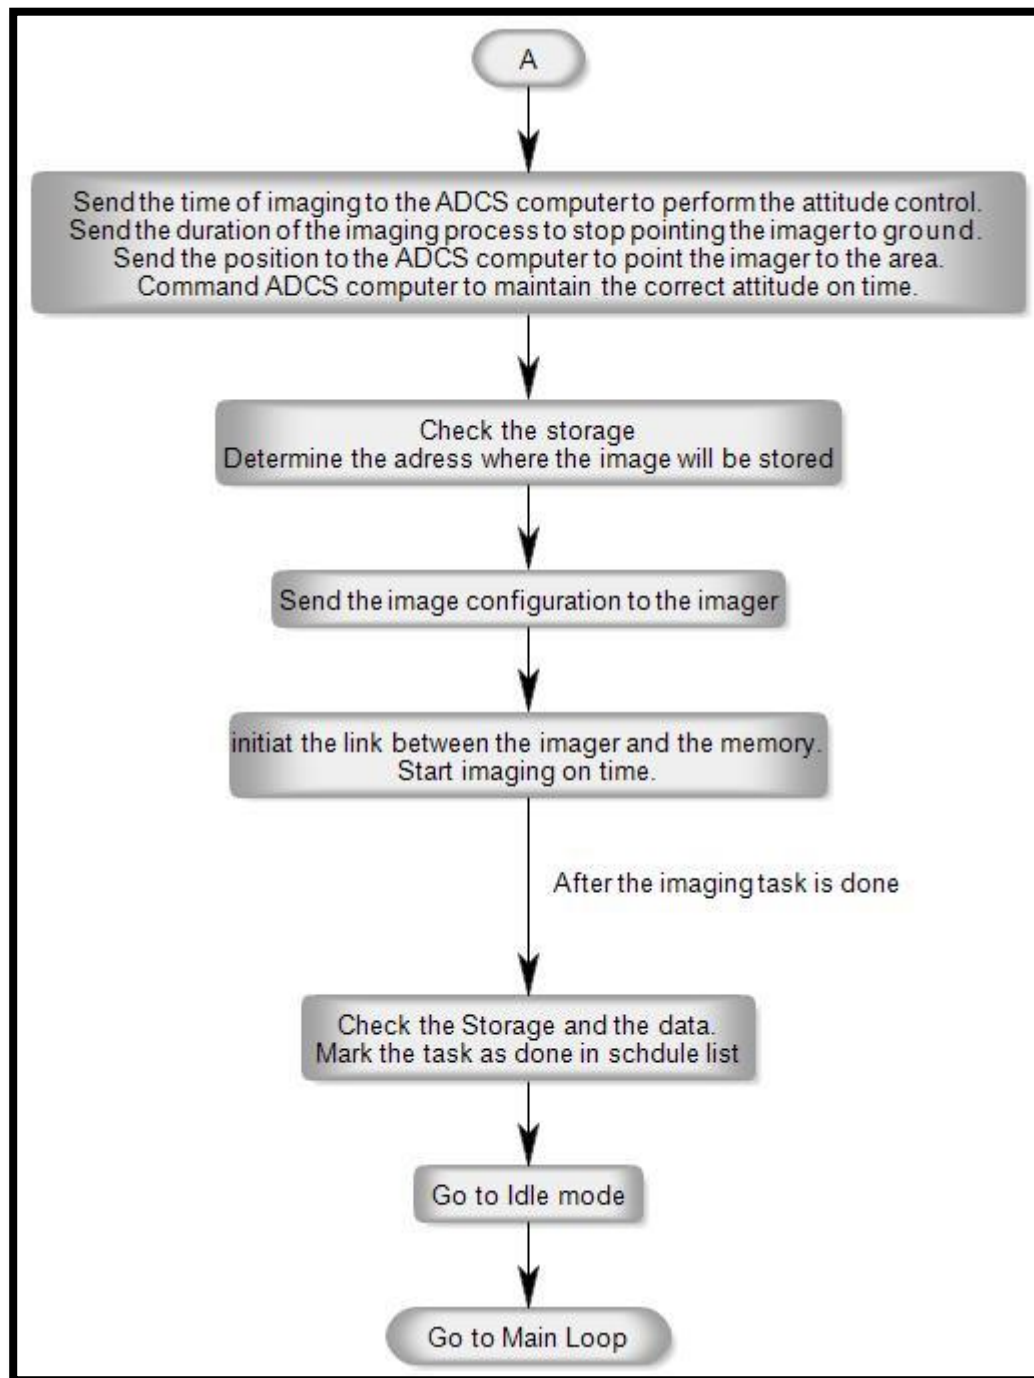 A
Send the time of imaging to the ADCS computer to perform the attitude control.
Send the duration of the imaging process to stop pointing the imager to ground.
Send the position to the ADCS computer to point the imager to the area.
Command ADCS computer to maintain the correct attitude on time.
Check the storage
Determine the adress where the image will be stored
Send the image configuration to the imager
initiat the link between the imager and the memory.
Start imaging on time.
After the imaging task is done
Check the Storage and the data.
Mark the task as done in schdule list
Go to Idle mode
Go to Main Loop